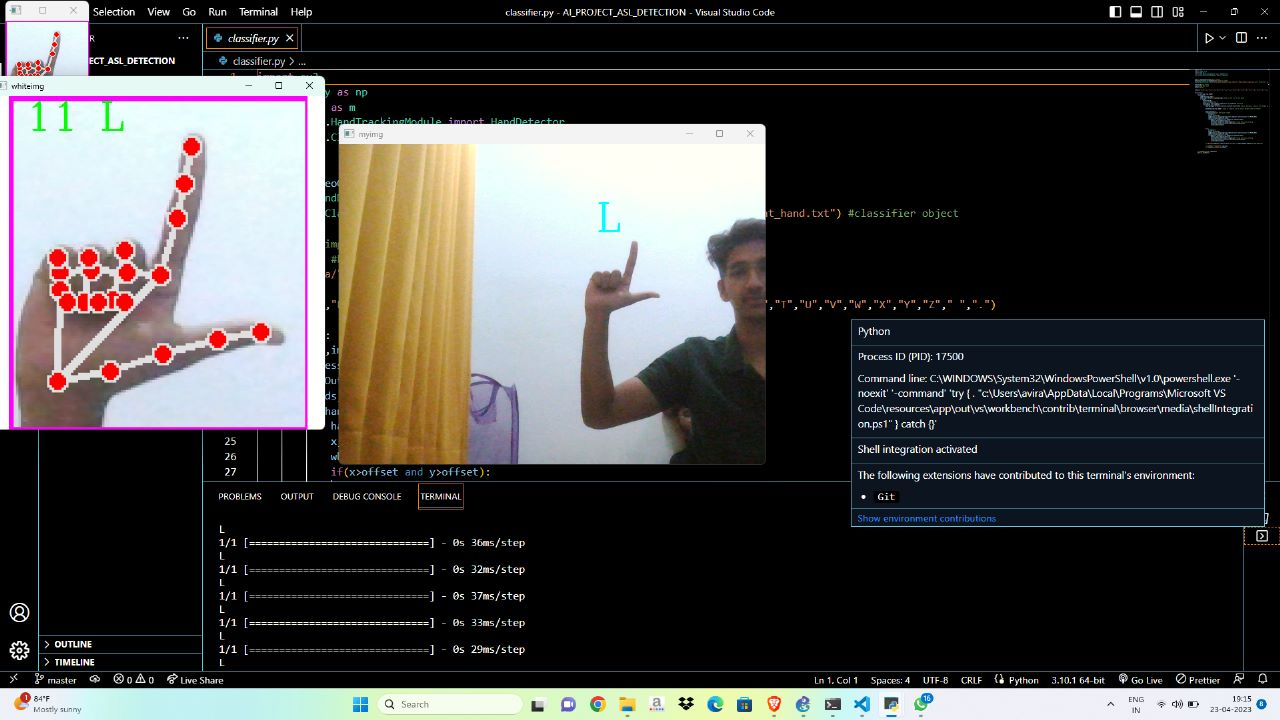 Selection View Go Run Terminal Help
classifier.py - AI_PROJECT_ASL_DETECTION - Visual Studio Code
R
classifier.py
ECT_ASL_DETECTION
classifier.py > ...
whiteimg
11 L
y as np
as m
.HandTrackingModule import HandDetector
myimg
L
t_hand.txt") #classifier object
,"T","U","V","W","X","Y","Z"," ",".")
25
26
27 if(x>offset and y>offset):
Python
Process ID (PID): 17500
Command line: C:\WINDOWS\System32\WindowsPowerShell\v1.0\powershell.exe '-
noexit' '-command' 'try { . "c:\Users\avira\AppData\Local\Programs\Microsoft VS
Code\resources\app\out\vs\workbench\contrib\terminal\browser\media\shellIntegrati
on.ps1" } catch {}'
Shell integration activated
The following extensions have contributed to this terminal's environment:
• Git
Show environment contributions
PROBLEMS OUTPUT DEBUG CONSOLE TERMINAL
L
1/1 [==============================] - 0s 36ms/step
L
1/1 [==============================] - 0s 32ms/step
L
1/1 [==============================] - 0s 37ms/step
L
1/1 [==============================] - 0s 33ms/step
L
1/1 [==============================] - 0s 29ms/step
L
OUTLINE
TIMELINE
master 0 0 Live Share
Ln 1, Col 1 Spaces: 4 UTF-8 CRLF Python 3.10.1 64-bit Go Live Prettier
84°F
Mostly sunny
Search
16
ENG
IN
19:15
23-04-2023